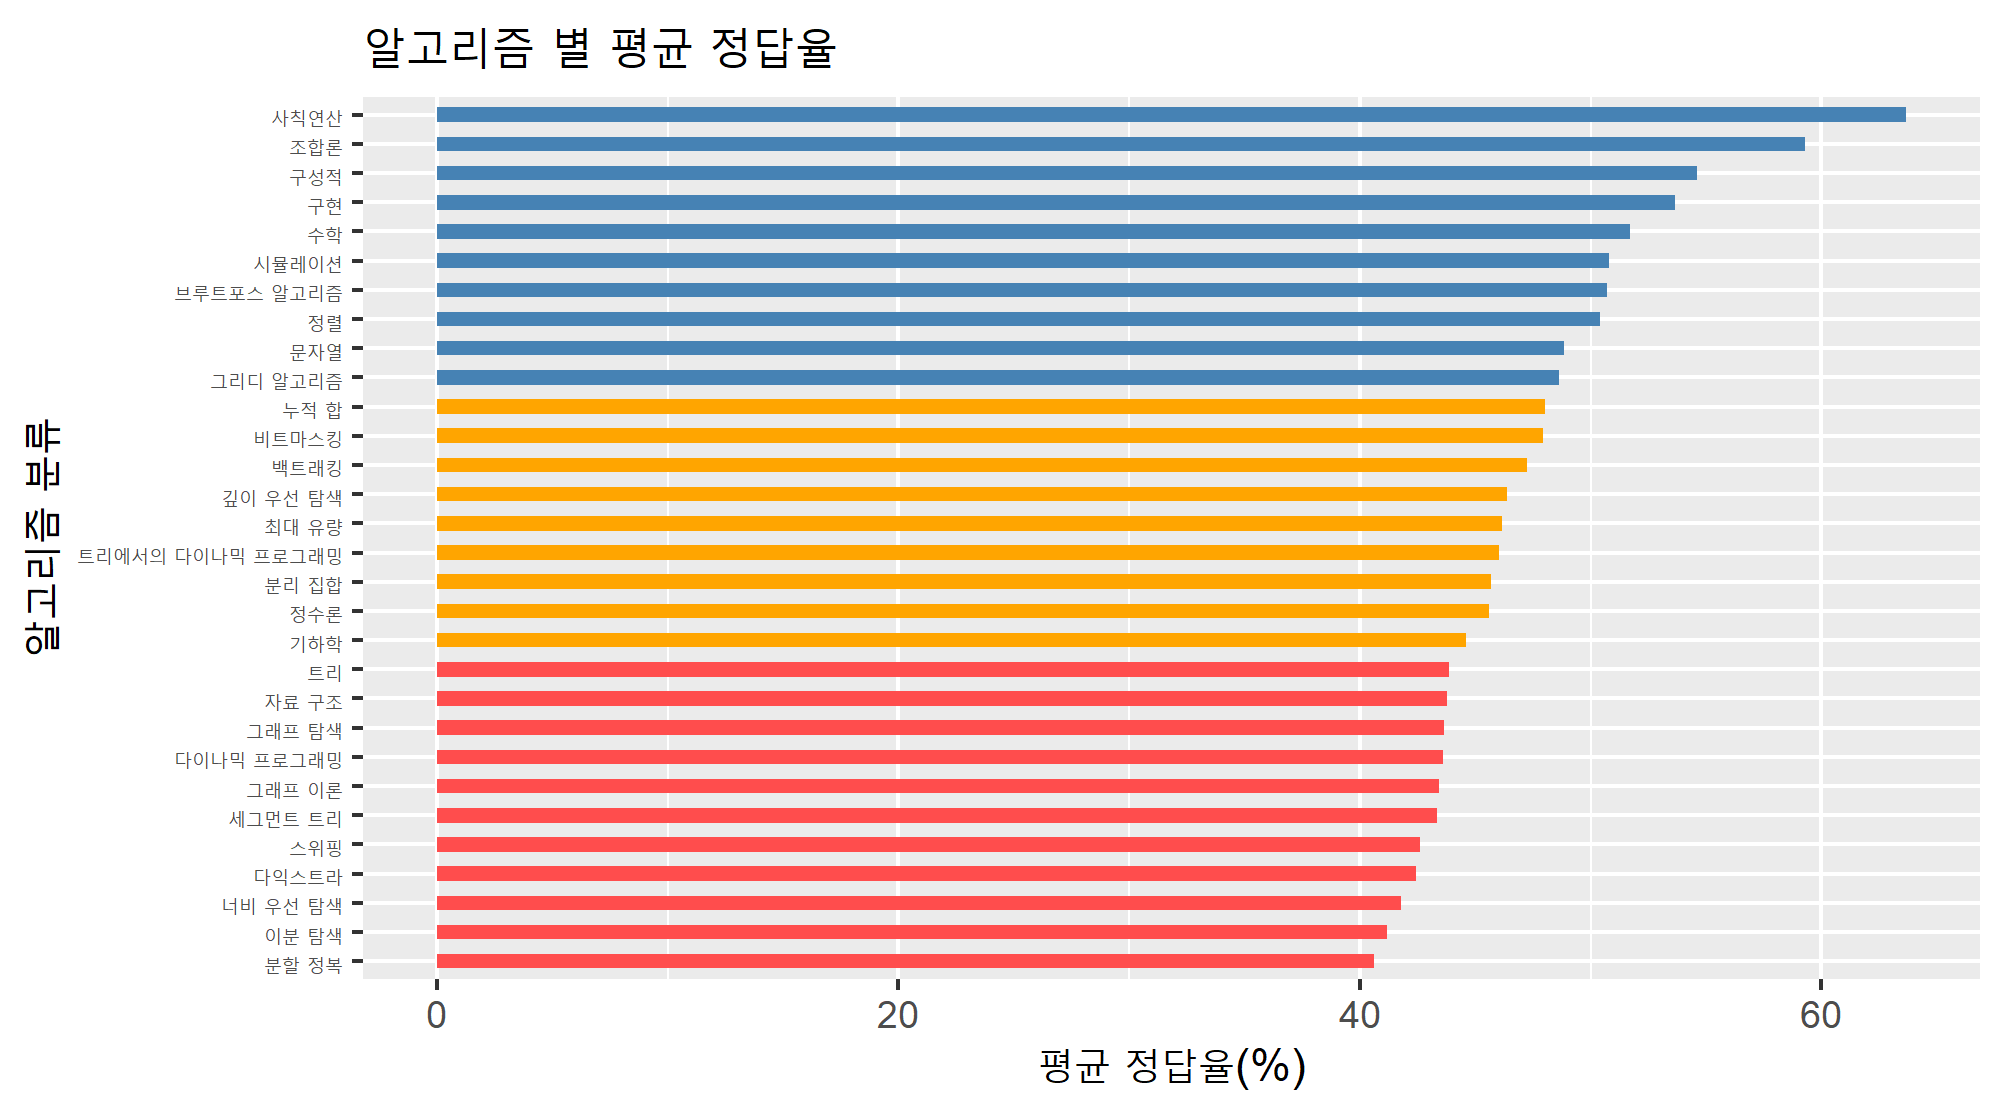 알고리즘 별 평균 정답율
알고리즘 분류
사칙연산
조합론
구성적
구현
수학
시뮬레이션
브루트포스 알고리즘
정렬
문자열
그리디 알고리즘
누적 합
비트마스킹
백트래킹
깊이 우선 탐색
최대 유량
트리에서의 다이나믹 프로그래밍
분리 집합
정수론
기하학
트리
자료 구조
그래프 탐색
다이나믹 프로그래밍
그래프 이론
세그먼트 트리
스위핑
다익스트라
너비 우선 탐색
이분 탐색
분할 정복
0 20 40 60
평균 정답율(%)